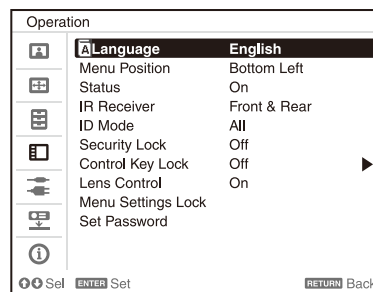 Operation
A Language English
Menu Position Bottom Left
Status On
IR Receiver Front & Rear
ID Mode All
Security Lock Off
Control Key Lock Off
Lens Control On
Menu Settings Lock
Set Password
Sel ENTER Set RETURN Back